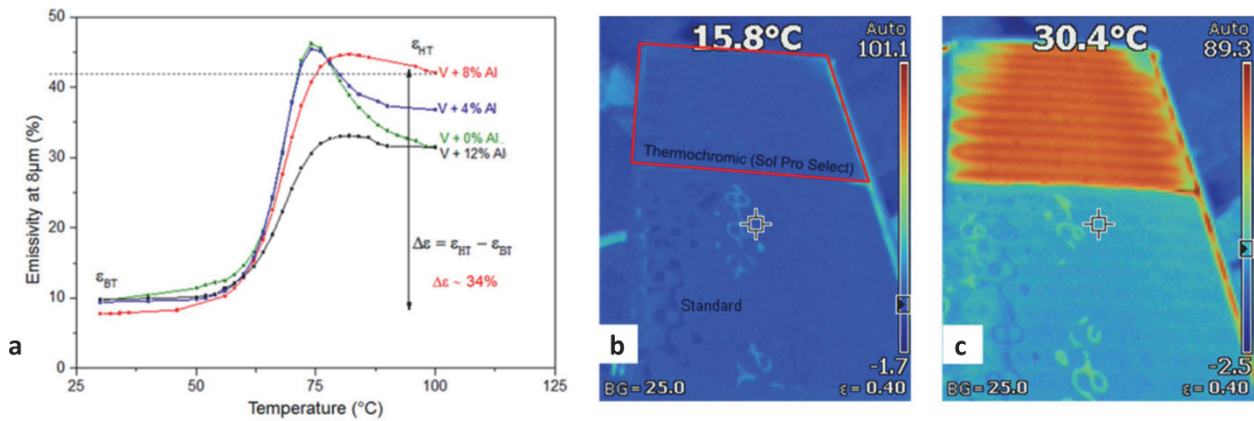 50
40
30
20
10
0
25
50
75
100
125
Emissivity at 8μm (%)
Temperature (°C)
ε_BT
ε_HT
V + 8% Al
V + 4% Al
V + 0% Al
V + 12% Al
Δε = ε_HT − ε_BT
Δε ~ 34%
a
15.8°C
Auto
101.1
Thermochromic (Sol Pro Select)
Standard
b
-1.7
BG = 25.0
ε = 0.40
30.4°C
Auto
89.3
c
-2.5
BG = 25.0
ε = 0.40